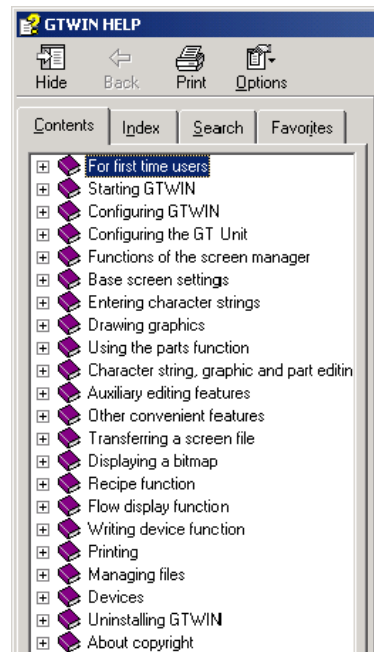 GTWIN HELP
Hide Back Print Options
Contents Index Search Favorites
For first time users
Starting GTWIN
Configuring GTWIN
Configuring the GT Unit
Functions of the screen manager
Base screen settings
Entering character strings
Drawing graphics
Using the parts function
Character string, graphic and part editin
Auxiliary editing features
Other convenient features
Transferring a screen file
Displaying a bitmap
Recipe function
Flow display function
Writing device function
Printing
Managing files
Devices
Uninstalling GTWIN
About copyright